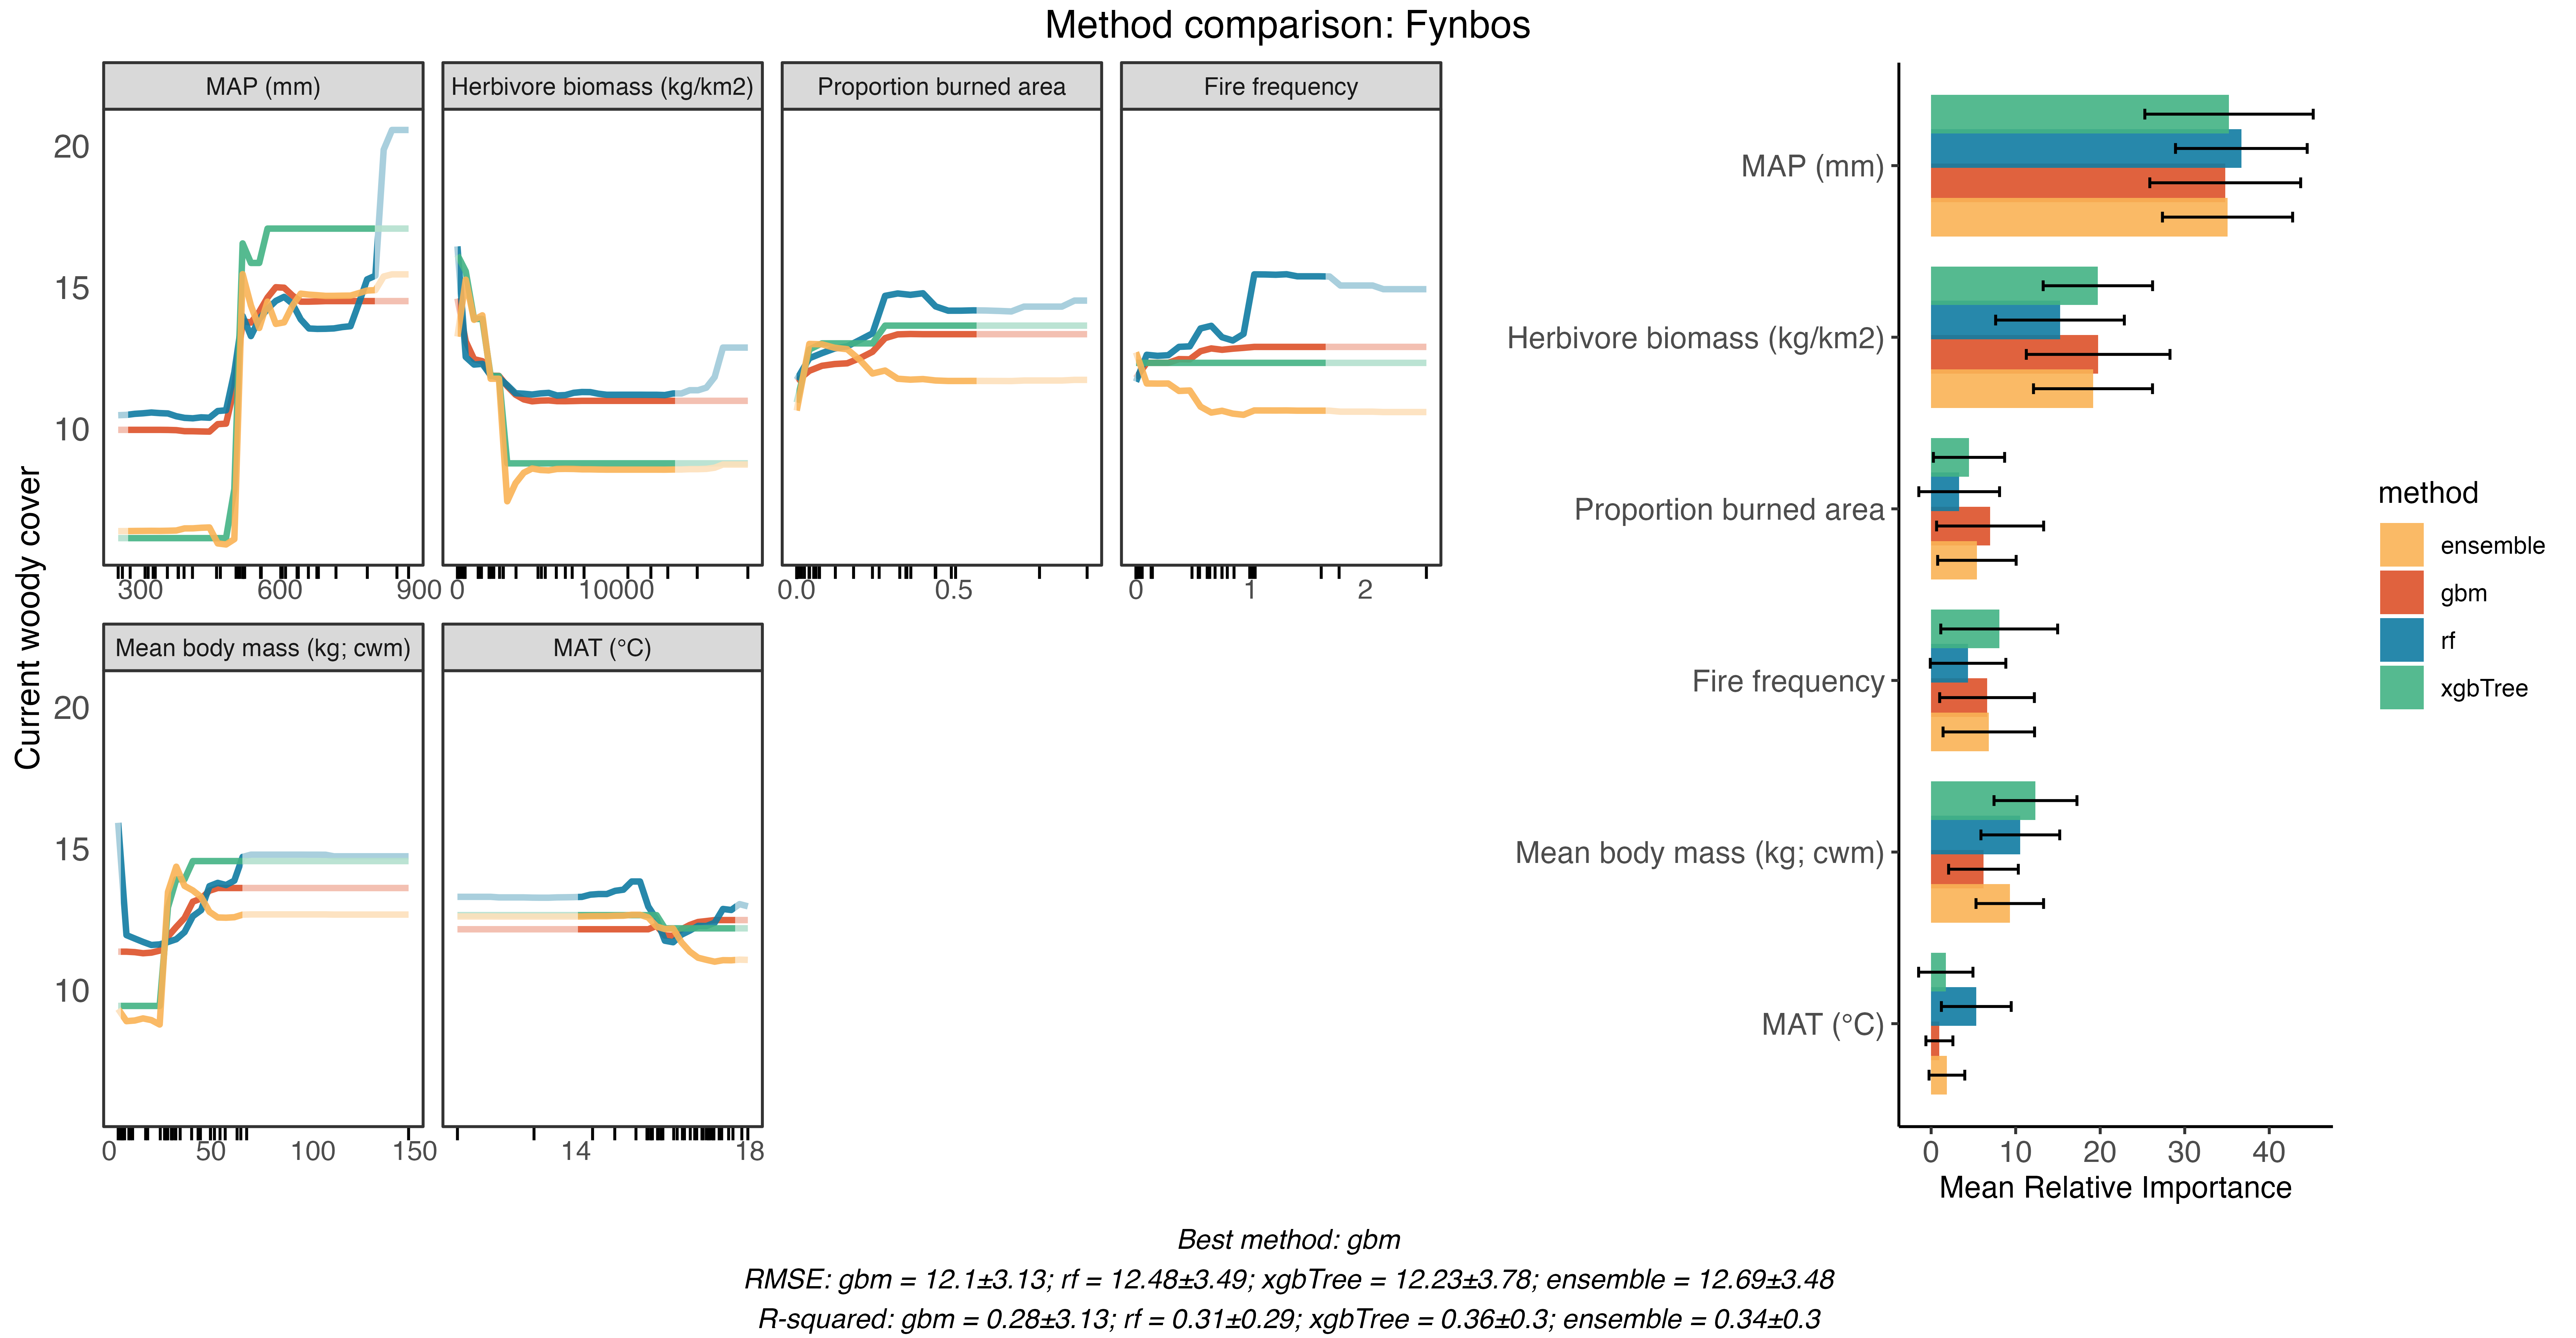 Method comparison: Fynbos
MAP (mm)
Herbivore biomass (kg/km2)
Proportion burned area
Fire frequency
20
15
10
300 600 900
0 10000
0.0 0.5
0 1 2
Mean body mass (kg; cwm)
MAT (°C)
20
15
10
0 50 100 150
14 18
Current woody cover
MAP (mm)
Herbivore biomass (kg/km2)
Proportion burned area
Fire frequency
Mean body mass (kg; cwm)
MAT (°C)
0 10 20 30 40
Mean Relative Importance
method
ensemble
gbm
rf
xgbTree
Best method: gbm
RMSE: gbm = 12.1±3.13; rf = 12.48±3.49; xgbTree = 12.23±3.78; ensemble = 12.69±3.48
R-squared: gbm = 0.28±3.13; rf = 0.31±0.29; xgbTree = 0.36±0.3; ensemble = 0.34±0.3